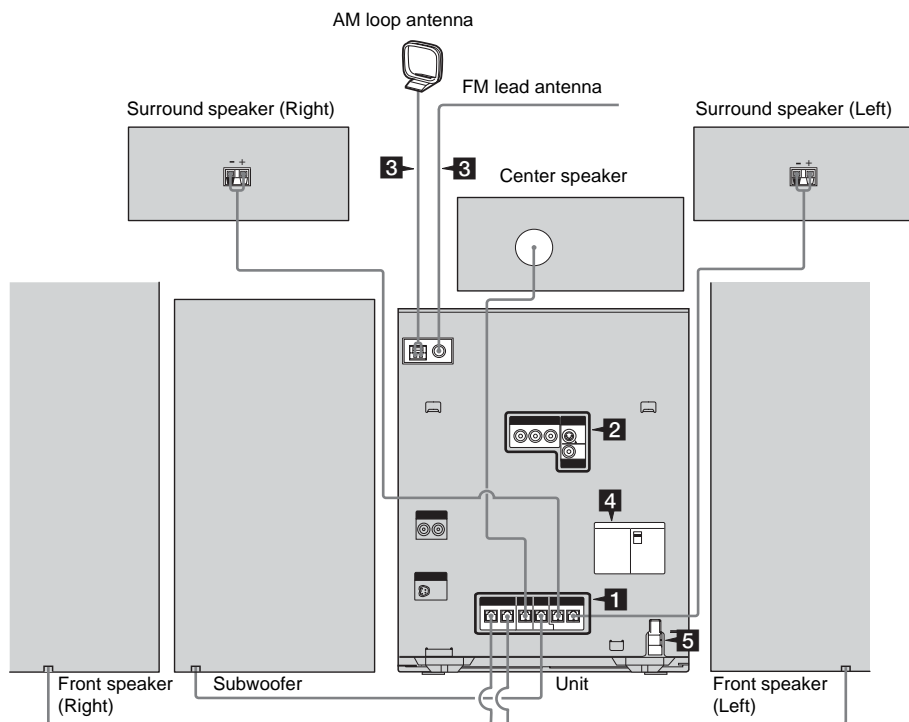 AM loop antenna
FM lead antenna
Surround speaker (Right)
Surround speaker (Left)
3
3
Center speaker
2
4
1
5
Front speaker
(Right)
Subwoofer
Unit
Front speaker
(Left)
- +
- +